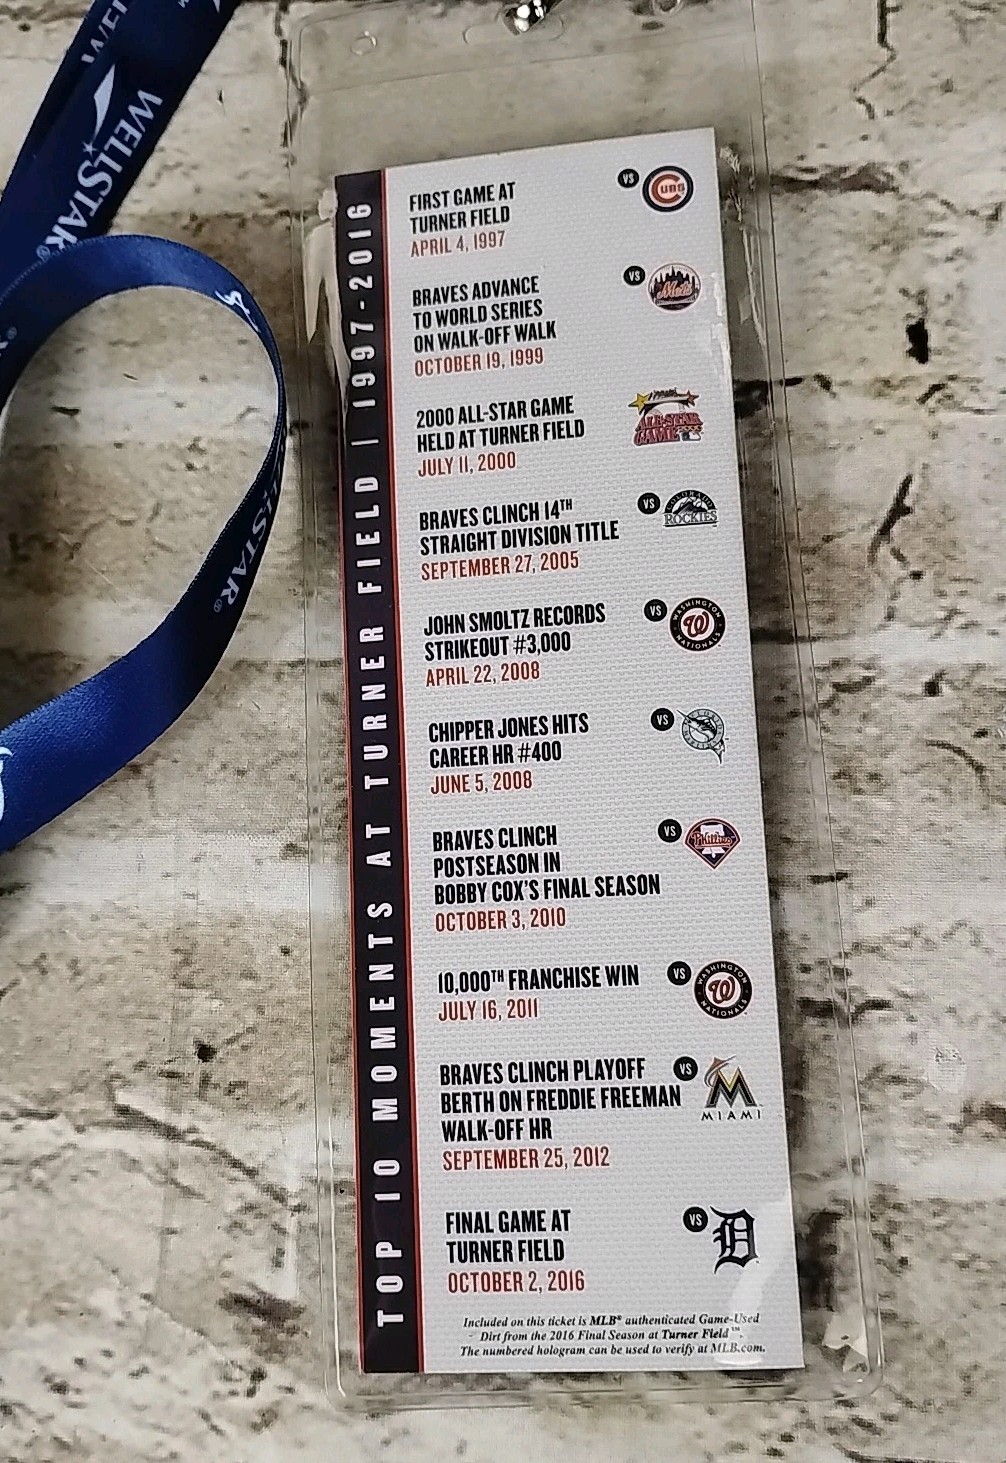 WELLSTAR®
WELLSTAR®
TOP 10 MOMENTS AT TURNER FIELD | 1997-2016
FIRST GAME AT
TURNER FIELD
APRIL 4, 1997
VS
CUBS
BRAVES ADVANCE
TO WORLD SERIES
ON WALK-OFF WALK
OCTOBER 19, 1999
VS
Mets
2000 ALL-STAR GAME
HELD AT TURNER FIELD
JULY 11, 2000
ALL-STAR
GAME
BRAVES CLINCH 14TH
STRAIGHT DIVISION TITLE
SEPTEMBER 27, 2005
VS
COLORADO
ROCKIES
JOHN SMOLTZ RECORDS
STRIKEOUT #3,000
APRIL 22, 2008
VS
WASHINGTON
W
NATIONALS
CHIPPER JONES HITS
CAREER HR #400
JUNE 5, 2008
VS
BRAVES CLINCH
POSTSEASON IN
BOBBY COX'S FINAL SEASON
OCTOBER 3, 2010
VS
Phillies
10,000TH FRANCHISE WIN
JULY 16, 2011
VS
WASHINGTON
W
NATIONALS
BRAVES CLINCH PLAYOFF
BERTH ON FREDDIE FREEMAN
WALK-OFF HR
SEPTEMBER 25, 2012
VS
M
MIAMI
FINAL GAME AT
TURNER FIELD
OCTOBER 2, 2016
VS
D
Included on this ticket is MLB® authenticated Game-Used
Dirt from the 2016 Final Season at Turner Field™.
The numbered hologram can be used to verify at MLB.com.